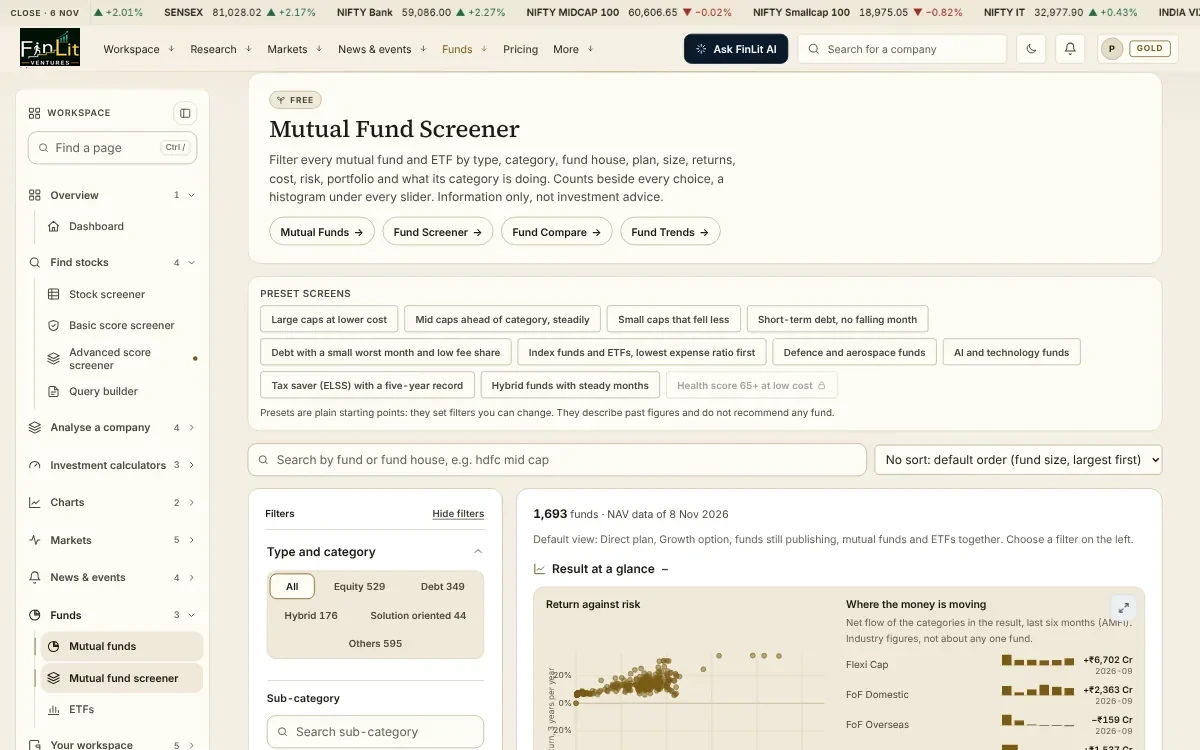 CLOSE · 6 NOV ▲ +2.01% SENSEX 81,028.02 ▲ +2.17% NIFTY Bank 59,086.00 ▲ +2.27% NIFTY MIDCAP 100 60,606.65 ▼ −0.02% NIFTY Smallcap 100 18,975.05 ▼ −0.82% NIFTY IT 32,977.90 ▲ +0.43% INDIA VI
FinLit
VENTURES
Workspace Research Markets News & events Funds Pricing More
Ask FinLit AI
Search for a company
P GOLD
WORKSPACE
Find a page Ctrl /
Overview 1
Dashboard
Find stocks 4
Stock screener
Basic score screener
Advanced score
screener
Query builder
Analyse a company 4
Investment calculators 3
Charts 2
Markets 5
News & events 4
Funds 3
Mutual funds
Mutual fund screener
ETFs
Your workspace 5
FREE
Mutual Fund Screener
Filter every mutual fund and ETF by type, category, fund house, plan, size, returns,
cost, risk, portfolio and what its category is doing. Counts beside every choice, a
histogram under every slider. Information only, not investment advice.
Mutual Funds → Fund Screener → Fund Compare → Fund Trends →
PRESET SCREENS
Large caps at lower cost Mid caps ahead of category, steadily Small caps that fell less Short-term debt, no falling month
Debt with a small worst month and low fee share Index funds and ETFs, lowest expense ratio first Defence and aerospace funds AI and technology funds
Tax saver (ELSS) with a five-year record Hybrid funds with steady months Health score 65+ at low cost
Presets are plain starting points: they set filters you can change. They describe past figures and do not recommend any fund.
Search by fund or fund house, e.g. hdfc mid cap
No sort: default order (fund size, largest first)
Filters Hide filters
Type and category
All Equity 529 Debt 349
Hybrid 176 Solution oriented 44
Others 595
Sub-category
Search sub-category
1,693 funds · NAV data of 8 Nov 2026
Default view: Direct plan, Growth option, funds still publishing, mutual funds and ETFs together. Choose a filter on the left.
Result at a glance –
Return against risk
20%
0%
20%
turn, 3 years per year
Where the money is moving
Net flow of the categories in the result, last six months (AMFI).
Industry figures, not about any one fund.
Flexi Cap +₹6,702 Cr
2026-09
FoF Domestic +₹2,363 Cr
2026-09
FoF Overseas −₹159 Cr
2026-09
+₹1,537 Cr